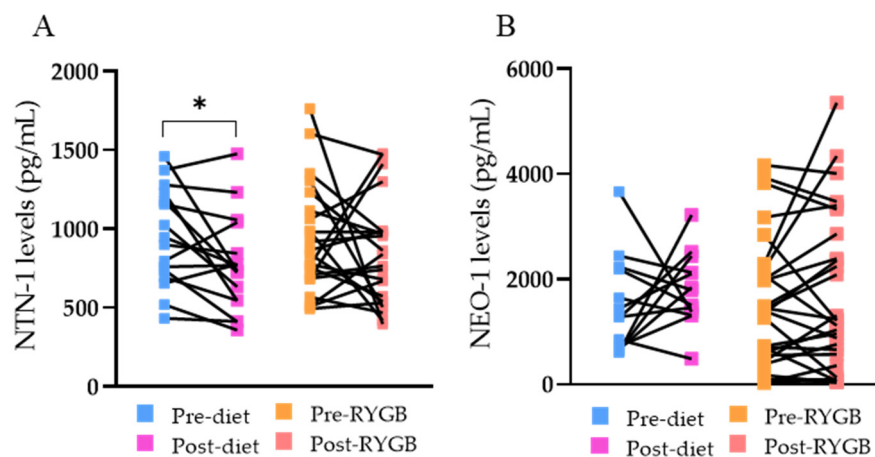 A
B
NTN-1 levels (pg/mL)
2000
1500
1000
500
0
*
Pre-diet
Pre-RYGB
Post-diet
Post-RYGB
NEO-1 levels (pg/mL)
6000
4000
2000
0
Pre-diet
Pre-RYGB
Post-diet
Post-RYGB